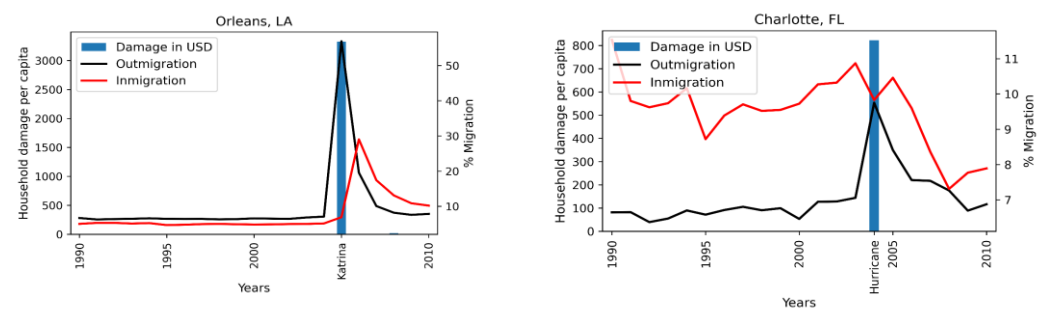 Orleans, LA
Household damage per capita
3000
2500
2000
1500
1000
500
0
Damage in USD
Outmigration
Inmigration
50
40
30
20
10
% Migration
1990
1995
2000
Katrina
2010
Years
Charlotte, FL
Household damage per capita
800
700
600
500
400
300
200
100
0
Damage in USD
Outmigration
Inmigration
11
10
9
8
7
% Migration
1990
1995
2000
Hurricane
2005
2010
Years